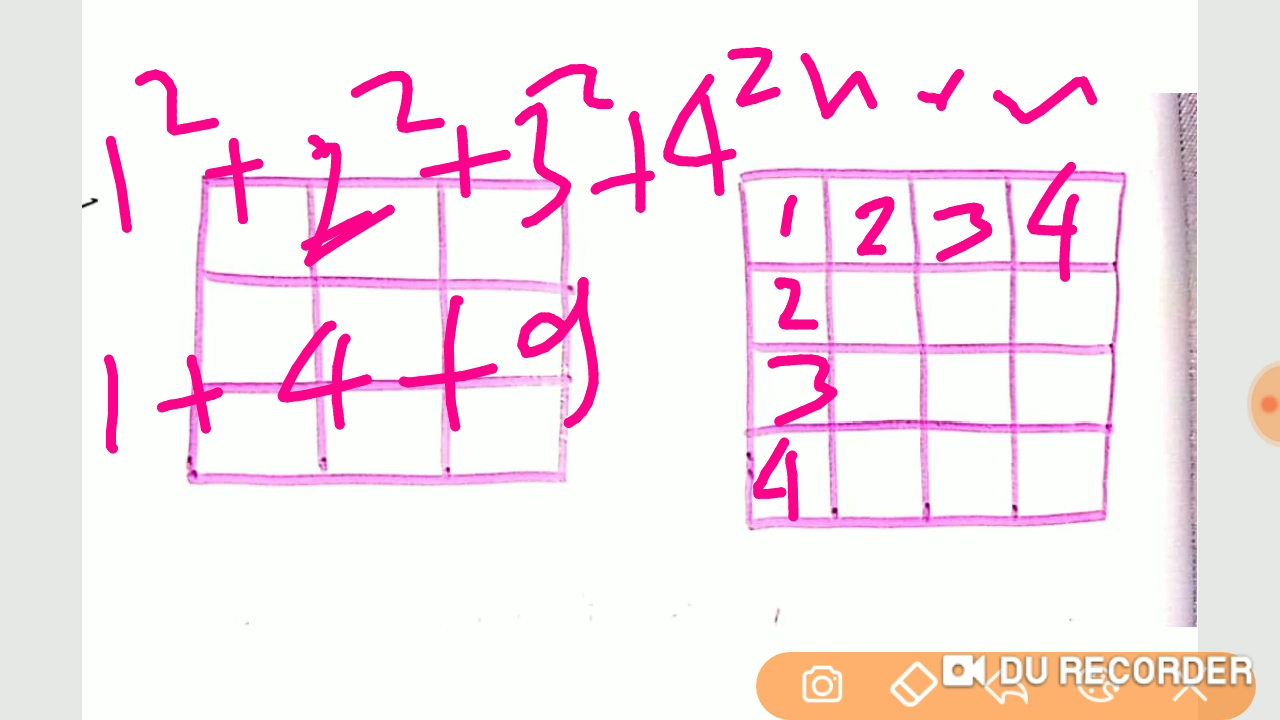 1² + 2² + 3² + 4² n × n
1 2 3 4
2
1 + 4 + 9
3
4
DU RECORDER